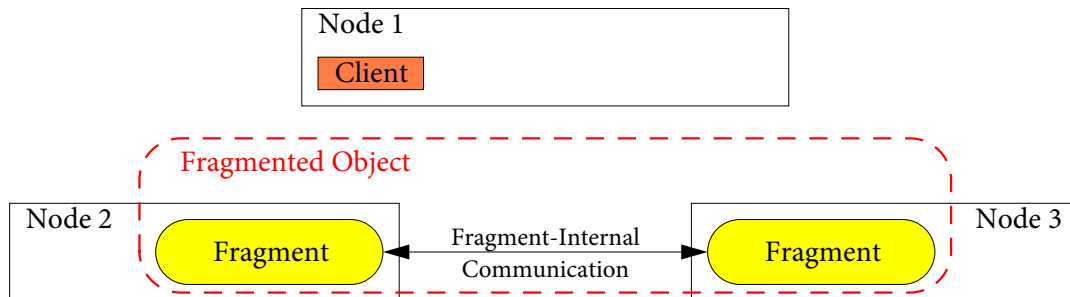 Node 1
Client
Fragmented Object
Node 2
Node 3
Fragment
Fragment-Internal
Communication
Fragment